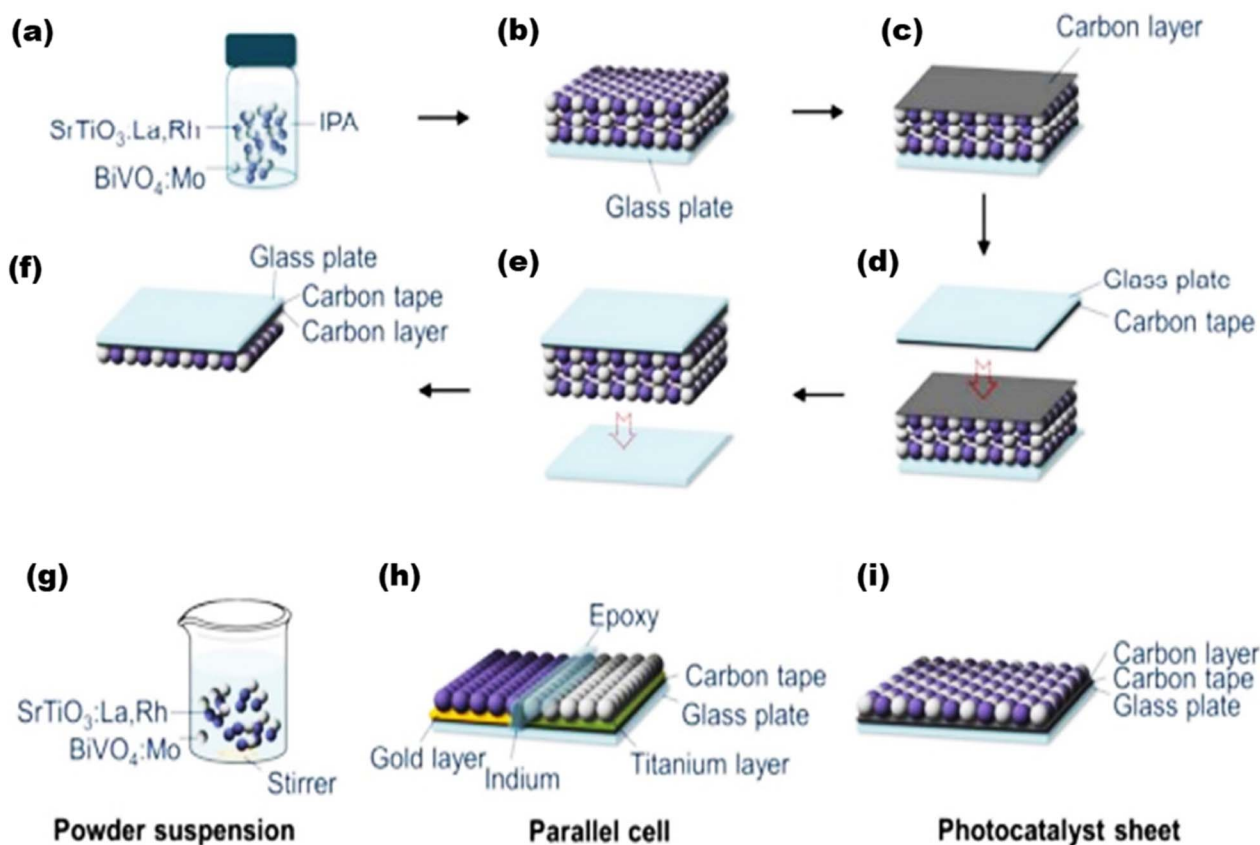 (a)
SrTiO3:La,Rh
BiVO4:Mo
IPA
(b)
Glass plate
(c)
Carbon layer
(f)
Glass plate
Carbon tape
Carbon layer
(e)
(d)
Glass plate
Carbon tape
(g)
SrTiO3:La,Rh
BiVO4:Mo
Stirrer
Powder suspension
(h)
Epoxy
Carbon tape
Glass plate
Gold layer
Indium
Titanium layer
Parallel cell
(i)
Carbon layer
Carbon tape
Glass plate
Photocatalyst sheet